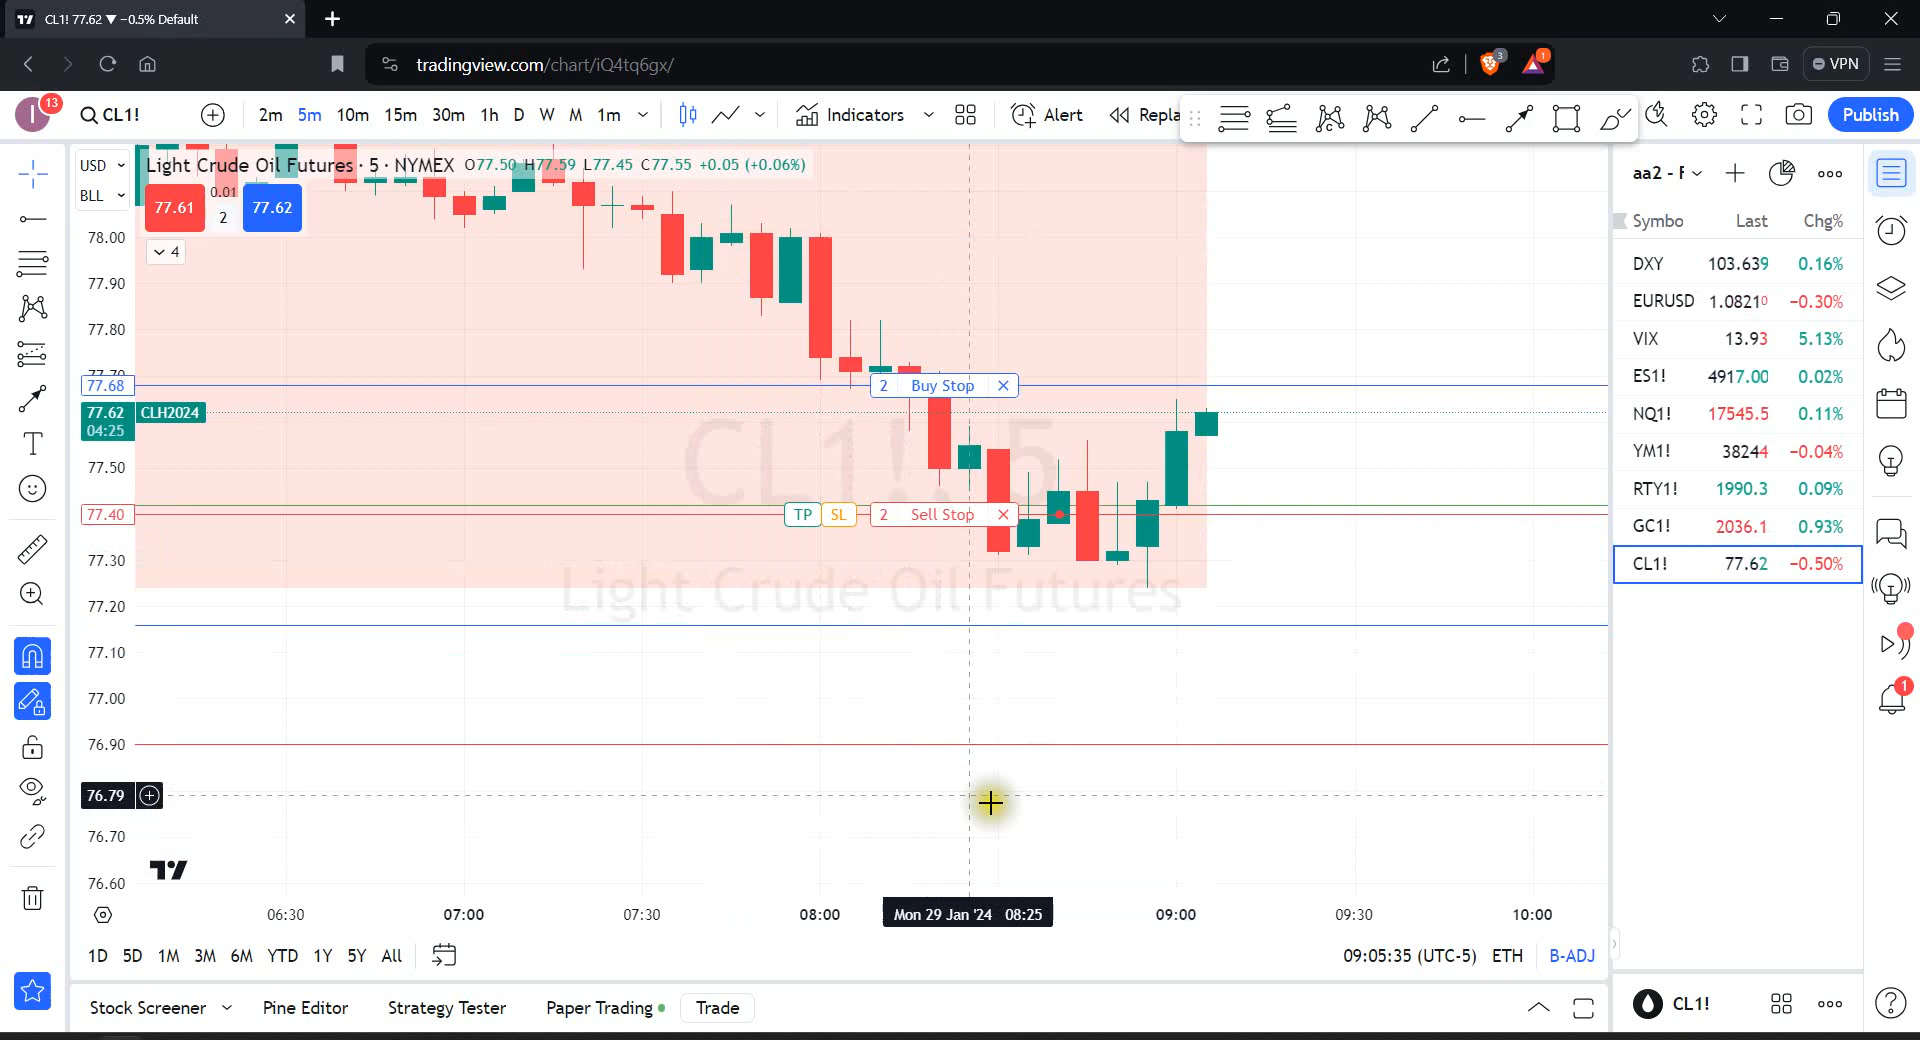 CL1! 77.62 ▼ −0.5% Default
tradingview.com/chart/iQ4tq6gx/
3
1
VPN
I
13
CL1!
2m 5m 10m 15m 30m 1h D W M 1m
Indicators
Alert
Repla
Publish
USD
BLL
Light Crude Oil Futures · 5 · NYMEX O77.50 H77.59 L77.45 C77.55 +0.05 (+0.06%)
77.61
0.01
2
77.62
4
78.00
77.90
77.80
77.70
77.68
77.62
04:25
CLH2024
77.50
77.40
77.30
77.20
77.10
77.00
76.90
76.79
76.70
76.60
2 Buy Stop
TP SL 2 Sell Stop
CL1!, 5
Light Crude Oil Futures
06:30 07:00 07:30 08:00 Mon 29 Jan '24 08:25 09:00 09:30 10:00
1D 5D 1M 3M 6M YTD 1Y 5Y All
09:05:35 (UTC-5) ETH B-ADJ
Stock Screener Pine Editor Strategy Tester Paper Trading Trade
aa2 - F
Symbo Last Chg%
DXY 103.639 0.16%
EURUSD 1.08210 −0.30%
VIX 13.93 5.13%
ES1! 4917.00 0.02%
NQ1! 17545.5 0.11%
YM1! 38244 −0.04%
RTY1! 1990.3 0.09%
GC1! 2036.1 0.93%
CL1! 77.62 −0.50%
1
CL1!